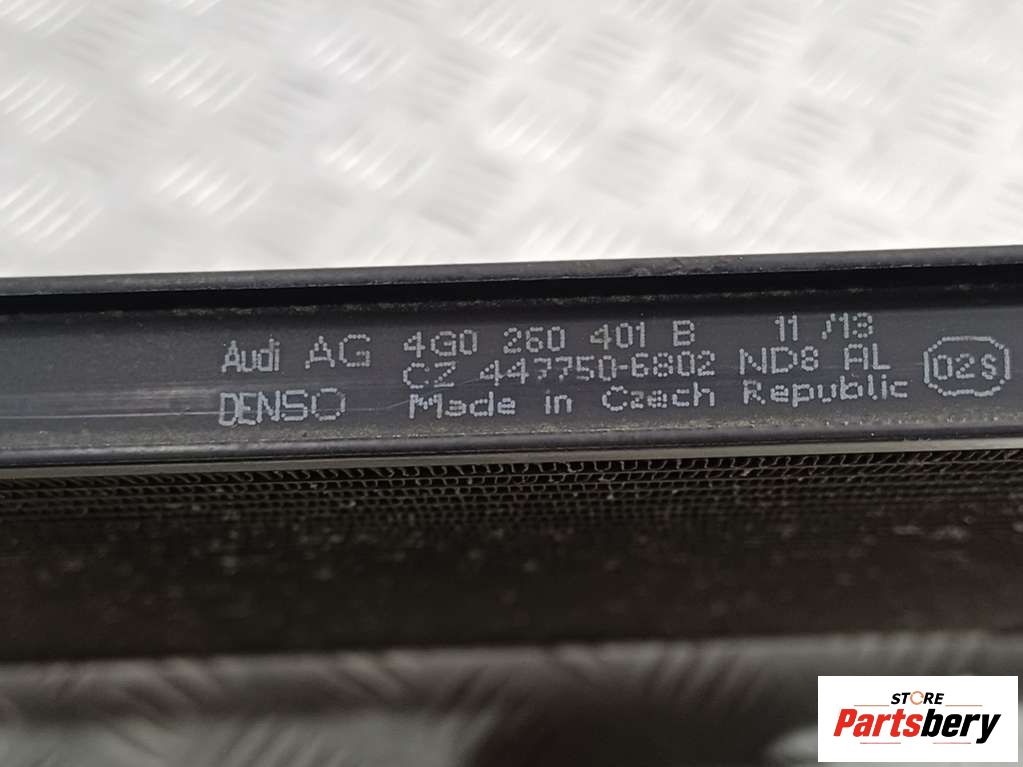 Audi AG 4G0 260 401 B 11/13
CZ 447750-6802 ND8 AL
DENSO Made in Czech Republic
02S
STORE
Partsbery